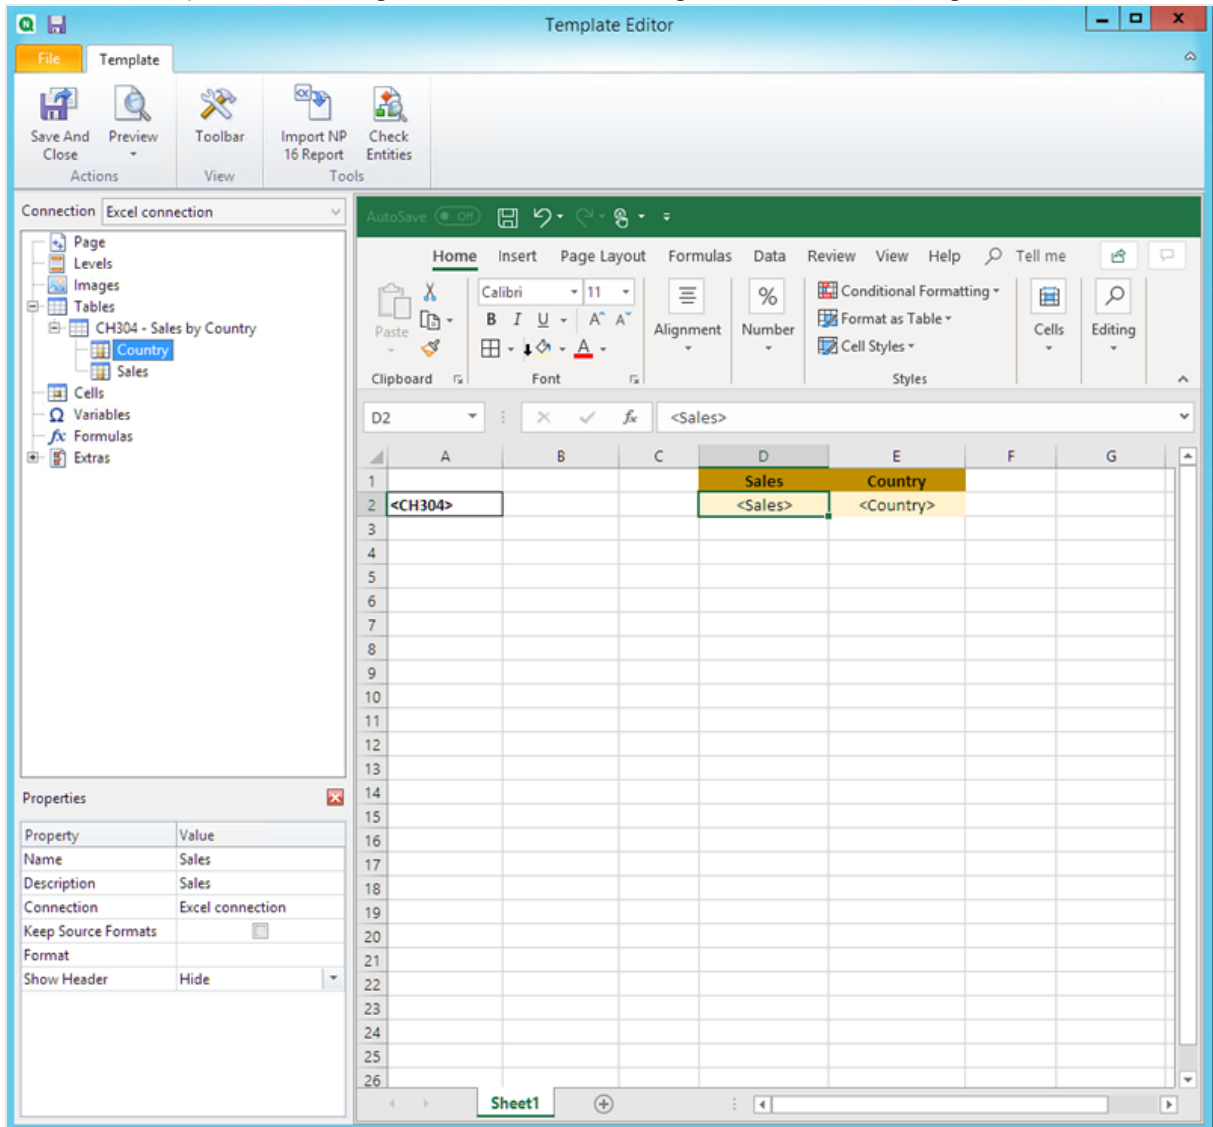 Template Editor
File Template
Save And Close
Preview
Toolbar
Import NP 16 Report
Check Entities
Actions View Tools
Connection Excel connection
Page
Levels
Images
Tables
CH304 - Sales by Country
Country
Sales
Cells
Ω Variables
fx Formulas
Extras
Properties
Property Value
Name Sales
Description Sales
Connection Excel connection
Keep Source Formats
Format
Show Header Hide
AutoSave Off
Home Insert Page Layout Formulas Data Review View Help Tell me
Paste
Calibri 11
B I U A^ A˅
A
Alignment
% Number
Conditional Formatting
Format as Table
Cell Styles
Cells
Editing
Clipboard Font Styles
D2 fx <Sales>
A B C D E F G
1 Sales Country
2 <CH304> <Sales> <Country>
3
4
5
6
7
8
9
10
11
12
13
14
15
16
17
18
19
20
21
22
23
24
25
26
Sheet1